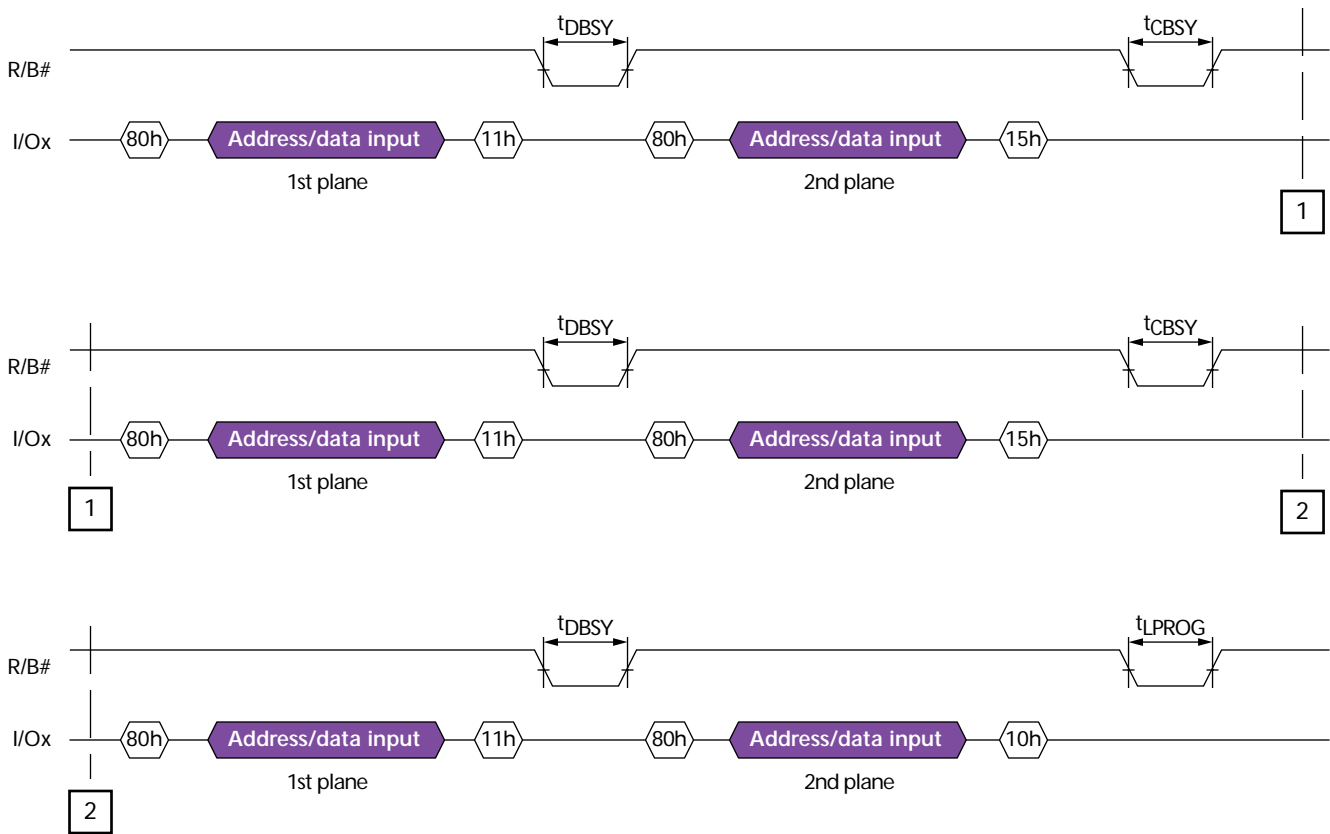 tDBSY tCBSY
R/B#
I/Ox 80h Address/data input 11h 80h Address/data input 15h
1st plane 2nd plane
1
tDBSY tCBSY
R/B#
I/Ox 80h Address/data input 11h 80h Address/data input 15h
1st plane 2nd plane
1 2
tDBSY tLPROG
R/B#
I/Ox 80h Address/data input 11h 80h Address/data input 10h
1st plane 2nd plane
2